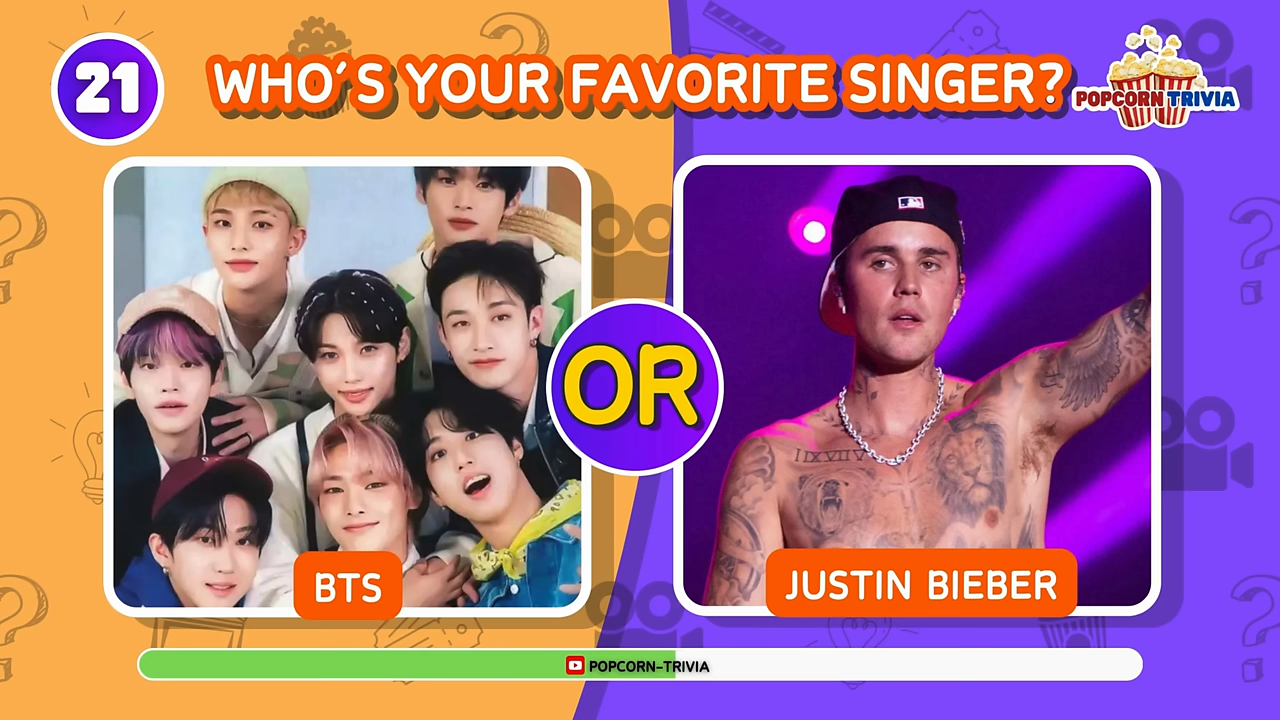 21
WHO'S YOUR FAVORITE SINGER?
POPCORN TRIVIA
OR
BTS
JUSTIN BIEBER
POPCORN-TRIVIA